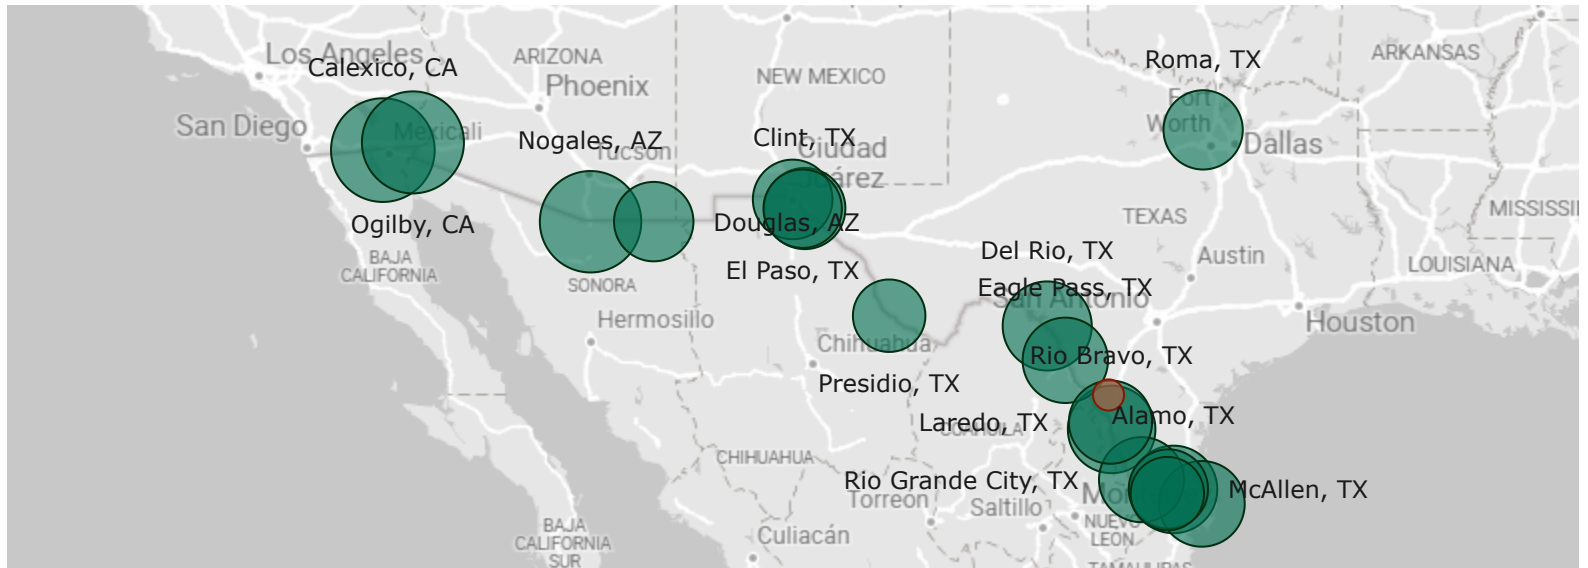 Los Angeles
Calexico, CA
ARIZONA
Phoenix
NEW MEXICO
Roma, TX
ARKANSAS
Fort
Worth
Dallas
San Diego
Mexicali
Nogales, AZ
Tucson
Clint, TX
Ciudad
Juárez
Ogilby, CA
Douglas, AZ
TEXAS
MISSISSI
BAJA
CALIFORNIA
SONORA
El Paso, TX
Del Rio, TX
Austin
LOUISIANA
Eagle Pass, TX
San Antonio
Hermosillo
Houston
Chihuahua
Rio Bravo, TX
Presidio, TX
Laredo, TX
COAHUILA
Alamo, TX
CHIHUAHUA
Rio Grande City, TX
McAllen, TX
Torreón
Saltillo
NUEVO
LEON
BAJA
CALIFORNIA
SUR
Culiacán
TAMAULIPAS